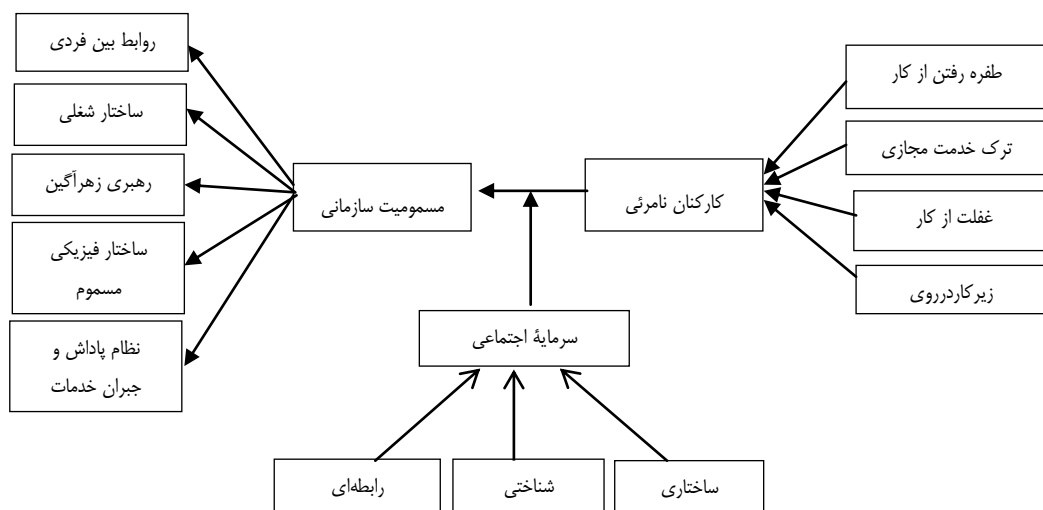 طفره رفتن از کار
ترک خدمت مجازی
غفلت از کار
زیرکاردرروی
کارکنان نامرئی
مسمومیت سازمانی
روابط بین فردی
ساختار شغلی
رهبری زهرآگین
ساختار فیزیکی
مسموم
نظام پاداش و
جبران خدمات
سرمایهٔ اجتماعی
ساختاری
شناختی
رابطه‌ای